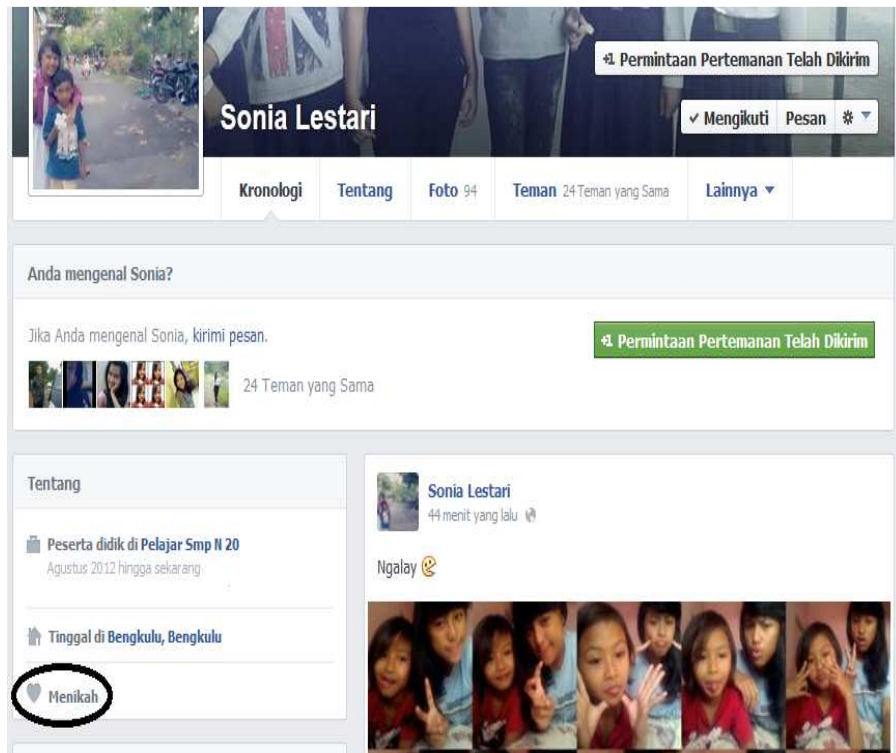 +1 Permintaan Pertemanan Telah Dikirim
Sonia Lestari
✓ Mengikuti Pesan
Kronologi Tentang Foto 94 Teman 24 Teman yang Sama Lainnya
Anda mengenal Sonia?
Jika Anda mengenal Sonia, kirimi pesan.
+1 Permintaan Pertemanan Telah Dikirim
24 Teman yang Sama
Tentang
Peserta didik di Pelajar Smp N 20
Agustus 2012 hingga sekarang
Tinggal di Bengkulu, Bengkulu
Menikah
Sonia Lestari
44 menit yang lalu
Ngalay